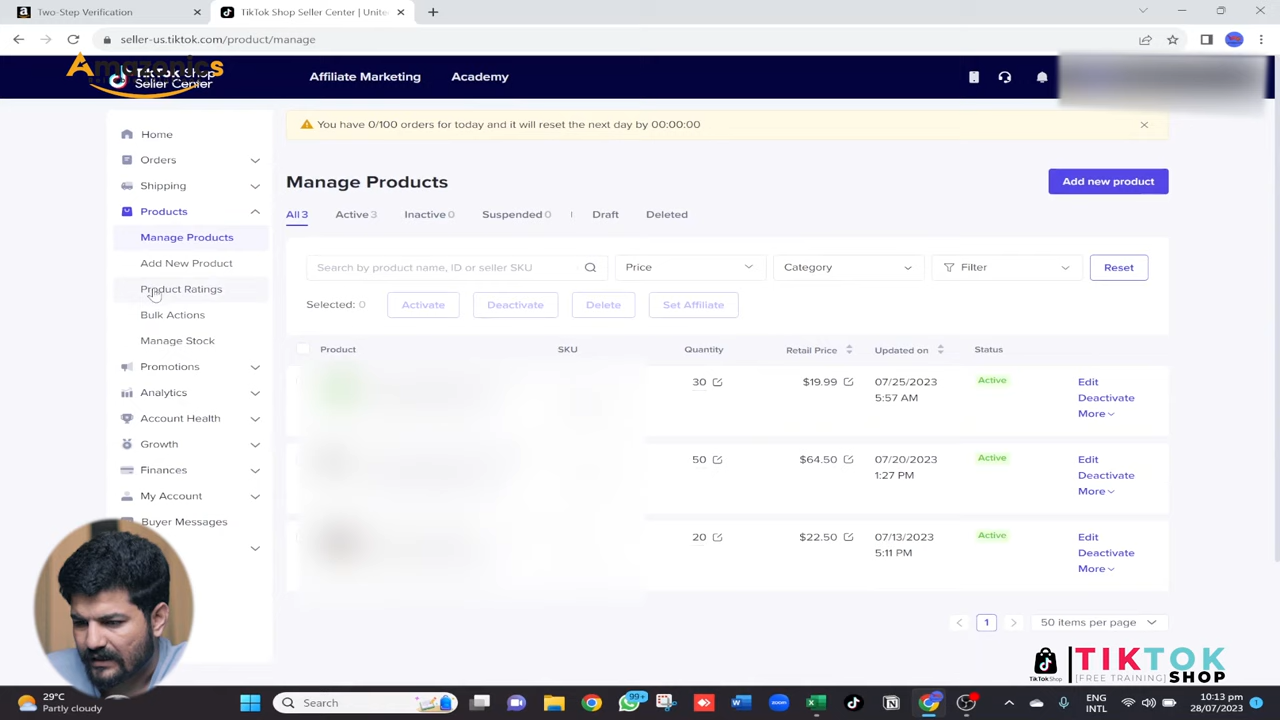 Two-Step Verification
TikTok Shop Seller Center | Unite
seller-us.tiktok.com/product/manage
Amazonics
TikTok Shop
Seller Center
Affiliate Marketing
Academy
Home
Orders
Shipping
Products
Manage Products
Add New Product
Product Ratings
Bulk Actions
Manage Stock
Promotions
Analytics
Account Health
Growth
Finances
My Account
Buyer Messages
You have 0/100 orders for today and it will reset the next day by 00:00:00
Manage Products
Add new product
All 3 Active 3 Inactive 0 Suspended 0 Draft Deleted
Search by product name, ID or seller SKU Price Category Filter Reset
Selected: 0 Activate Deactivate Delete Set Affiliate
Product SKU Quantity Retail Price Updated on Status
30 $19.99 07/25/2023 Active Edit
5:57 AM Deactivate
More
50 $64.50 07/20/2023 Active Edit
1:27 PM Deactivate
More
20 $22.50 07/13/2023 Active Edit
5:11 PM Deactivate
More
1 50 items per page
TikTok Shop
TIKTOK
[FREE TRAINING] SHOP
29°C
Partly cloudy
Search
99+
ENG
INTL
10:13 pm
28/07/2023